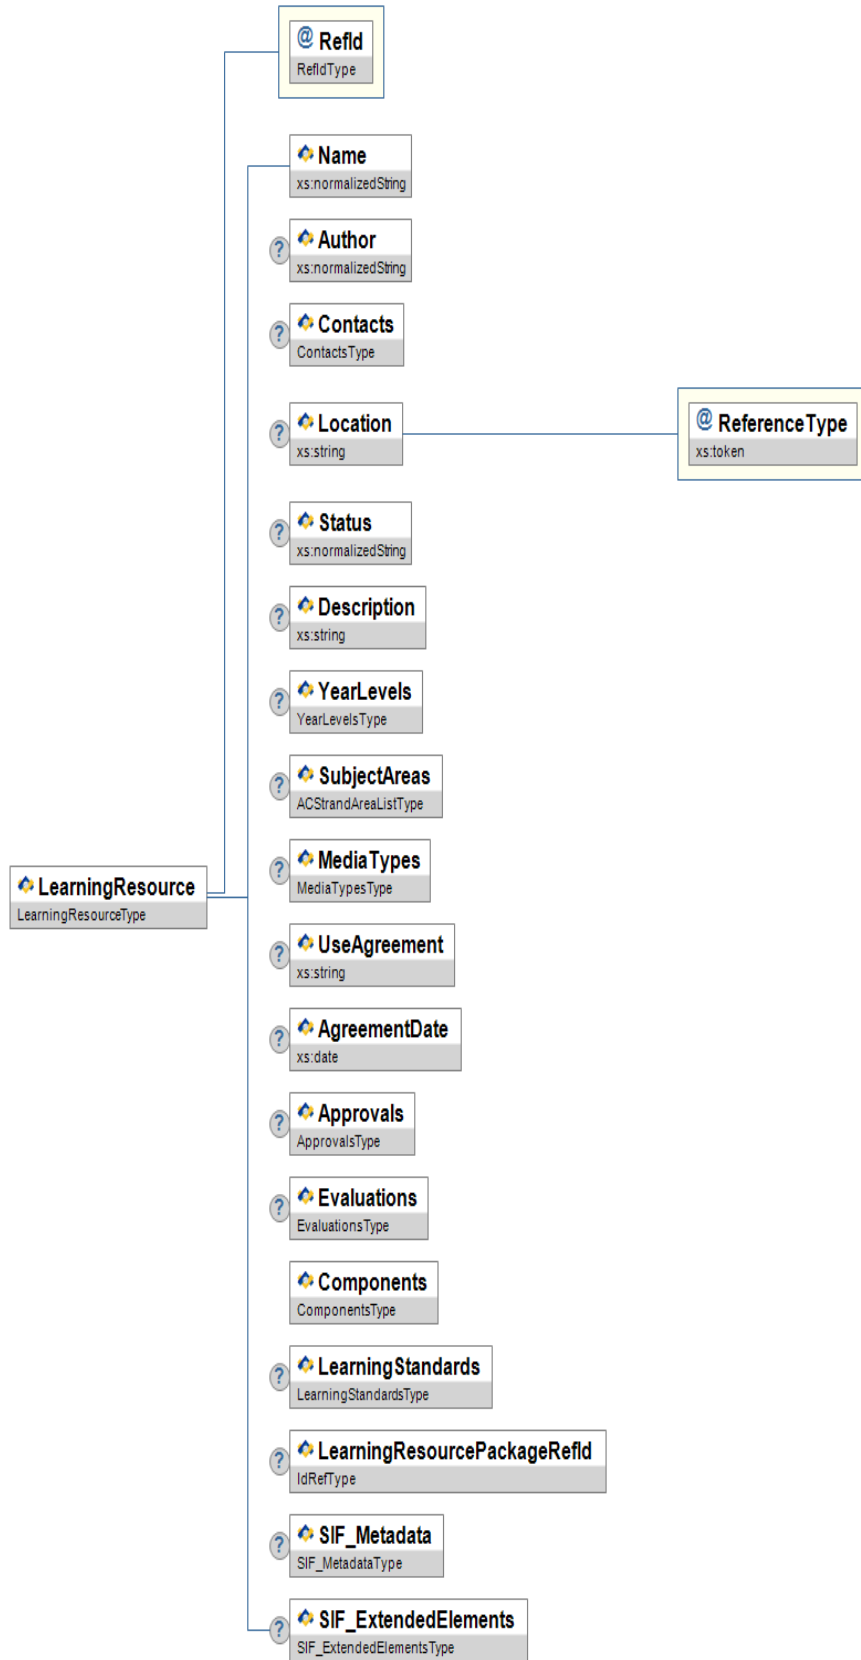 @ RefId
RefIdType
Name
xs:normalizedString
? Author
xs:normalizedString
? Contacts
ContactsType
? Location
xs:string
@ ReferenceType
xs:token
? Status
xs:normalizedString
? Description
xs:string
? YearLevels
YearLevelsType
? SubjectAreas
ACStrandAreaListType
? MediaTypes
MediaTypesType
LearningResource
LearningResourceType
? UseAgreement
xs:string
? AgreementDate
xs:date
? Approvals
ApprovalsType
? Evaluations
EvaluationsType
Components
ComponentsType
? LearningStandards
LearningStandardsType
? LearningResourcePackageRefId
IdRefType
? SIF_Metadata
SIF_MetadataType
? SIF_ExtendedElements
SIF_ExtendedElementsType